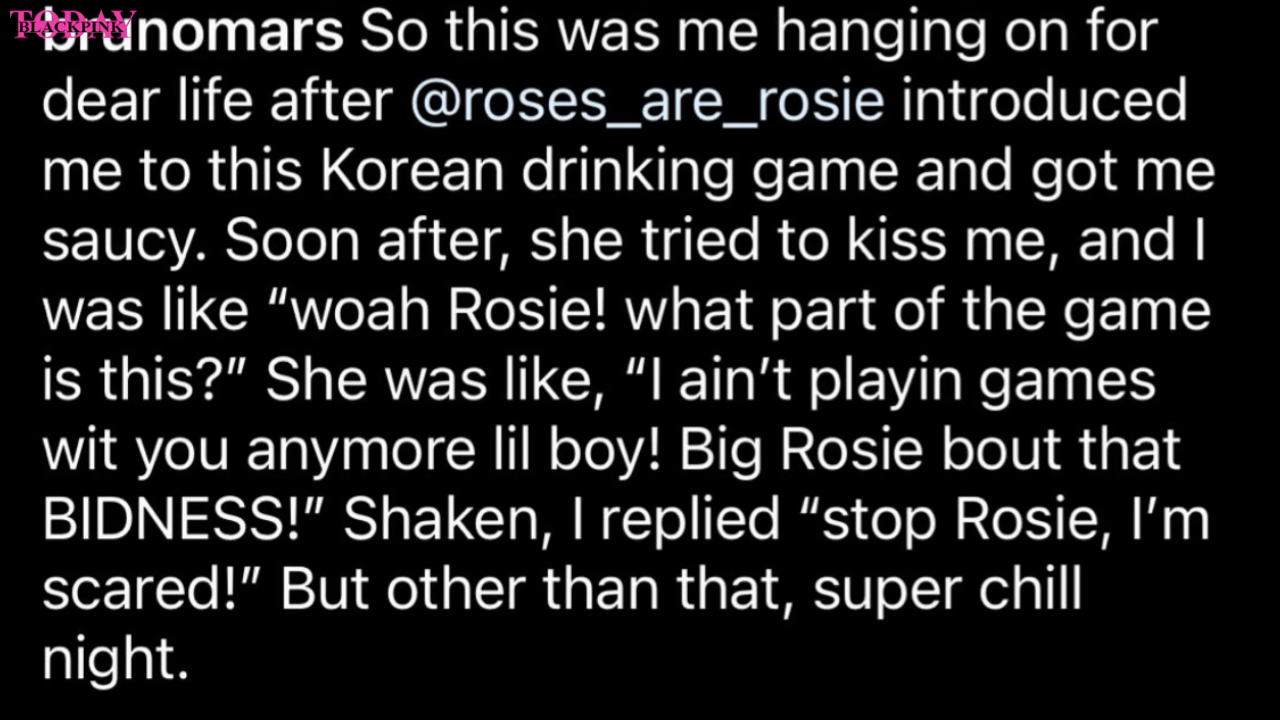 TODAY
BLACKPINK
brunomars So this was me hanging on for
dear life after @roses_are_rosie introduced
me to this Korean drinking game and got me
saucy. Soon after, she tried to kiss me, and I
was like “woah Rosie! what part of the game
is this?” She was like, “I ain’t playin games
wit you anymore lil boy! Big Rosie bout that
BIDNESS!” Shaken, I replied “stop Rosie, I’m
scared!” But other than that, super chill
night.